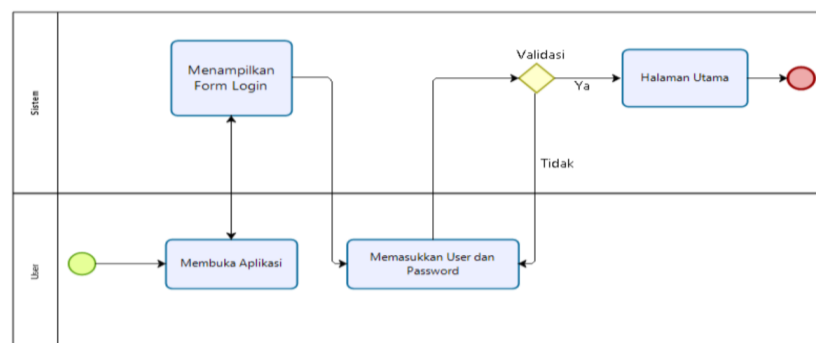 Sistem
Menampilkan
Form Login
Validasi
Ya
Halaman Utama
Tidak
User
Membuka Aplikasi
Memasukkan User dan
Password